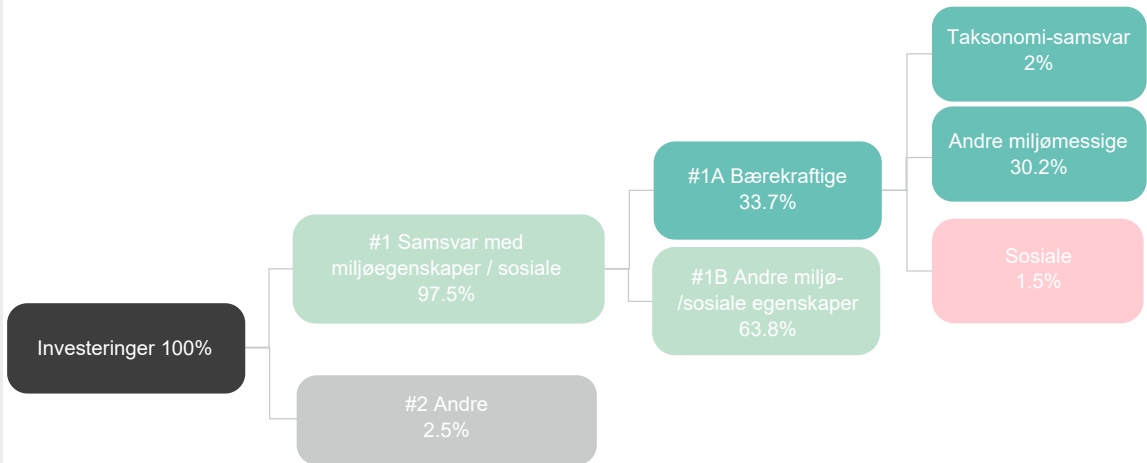 Taksonomi-samsvar
2%
Andre miljømessige
30.2%
#1A Bærekraftige
33.7%
#1 Samsvar med
miljøegenskaper / sosiale
97.5%
Sosiale
1.5%
#1B Andre miljø-
/sosiale egenskaper
63.8%
Investeringer 100%
#2 Andre
2.5%